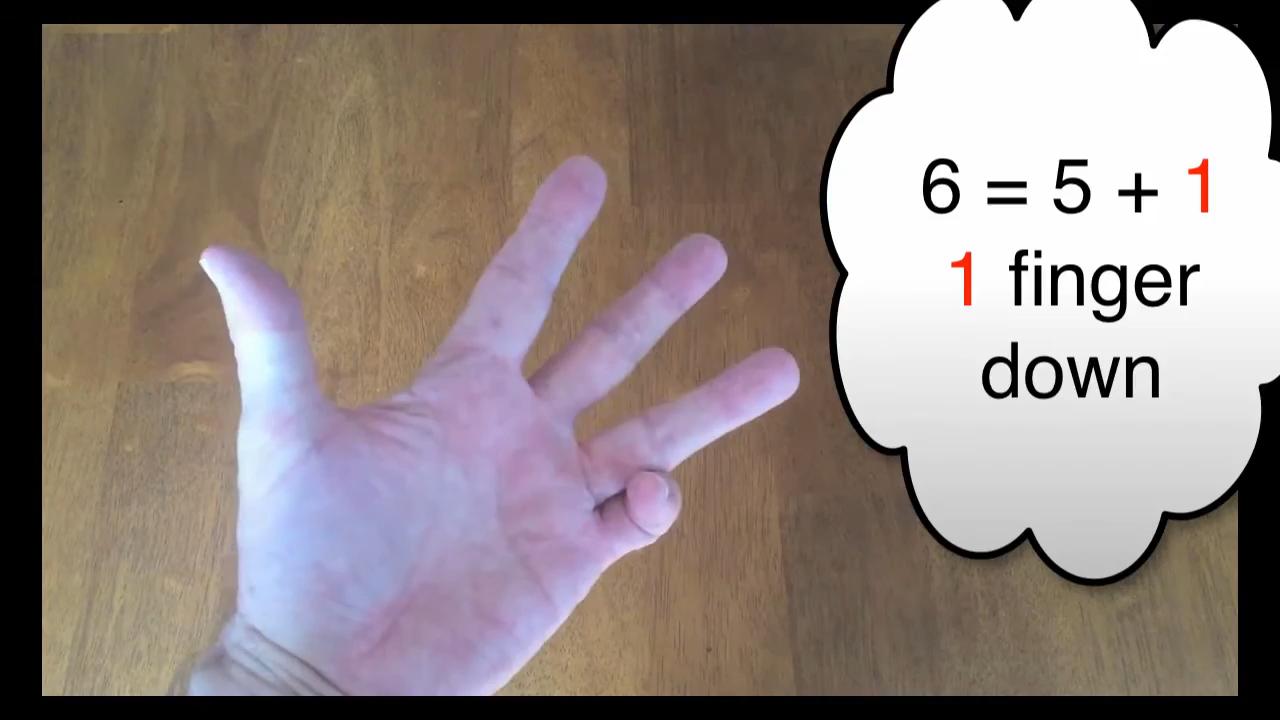 6 = 5 + 1
1 finger
down